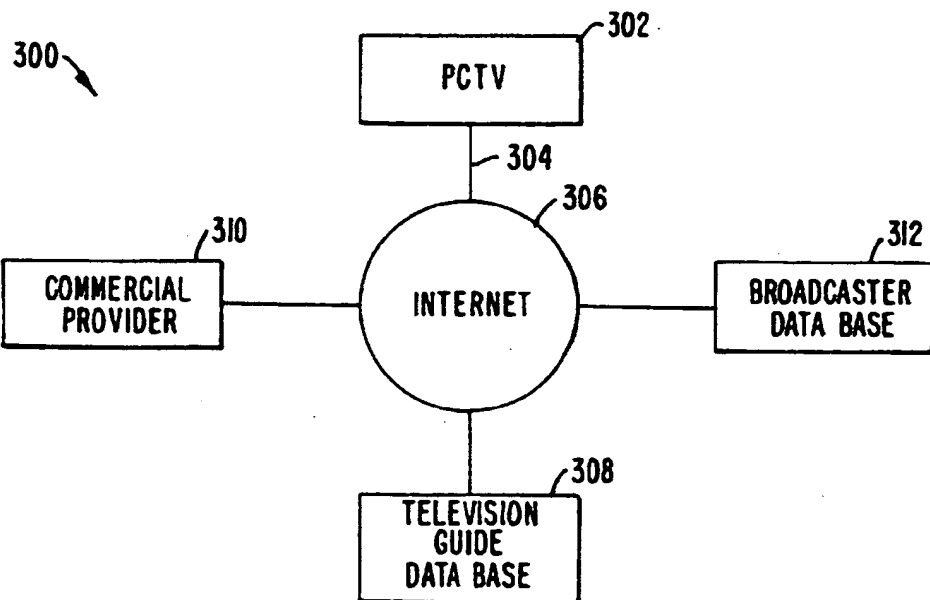 302
300
PCTV
304
306
310
312
COMMERCIAL
PROVIDER
INTERNET
BROADCASTER
DATA BASE
308
TELEVISION
GUIDE
DATA BASE